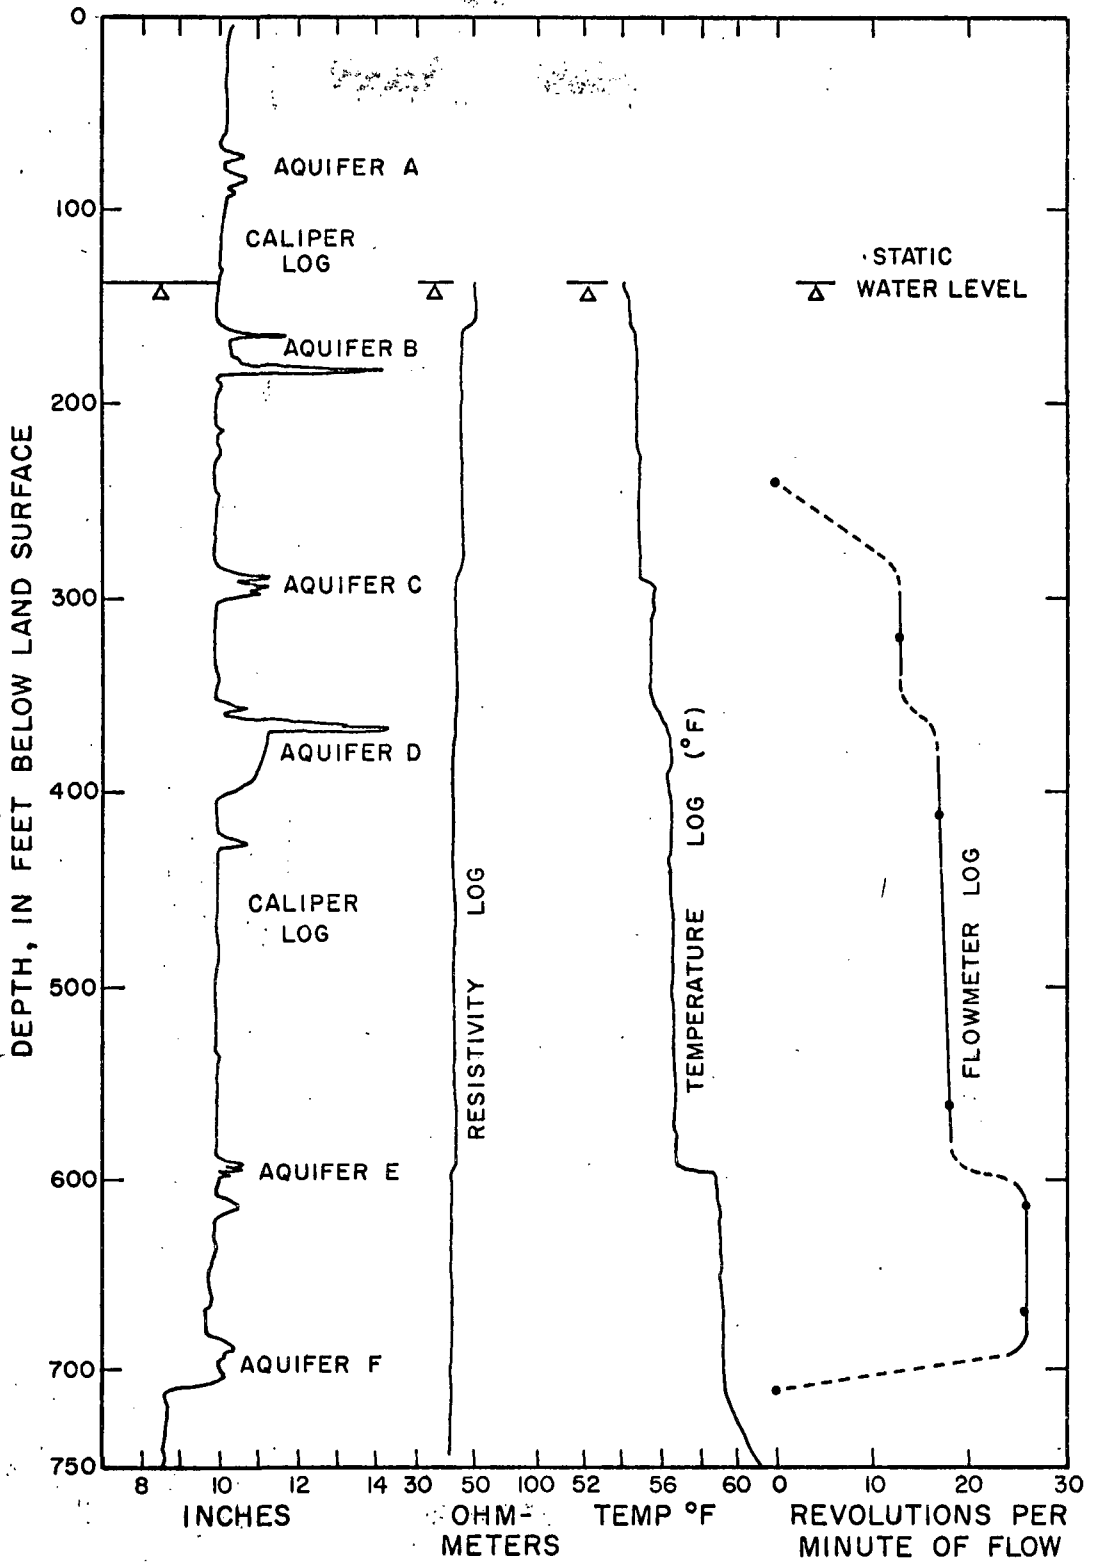 0
AQUIFER A
100
CALIPER
LOG
STATIC
WATER LEVEL
AQUIFER B
200
AQUIFER C
300
AQUIFER D
400
CALIPER
LOG
500
AQUIFER E
600
AQUIFER F
700
750
DEPTH, IN FEET BELOW LAND SURFACE
RESISTIVITY LOG
TEMPERATURE LOG (°F)
FLOWMETER LOG
8 10 12 14 30 50 100 52 56 60 0 10 20 30
INCHES
OHM-
METERS
TEMP °F
REVOLUTIONS PER
MINUTE OF FLOW